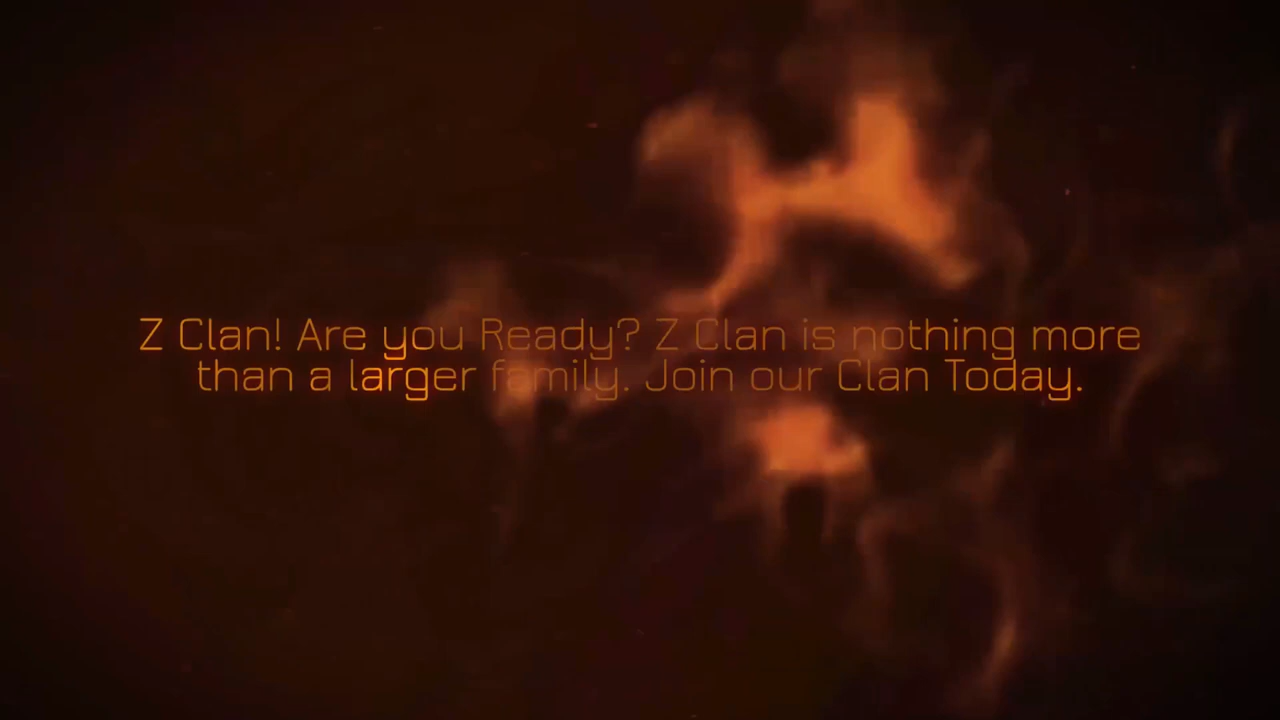 Z Clan! Are you Ready? Z Clan is nothing more
than a larger family. Join our Clan Today.